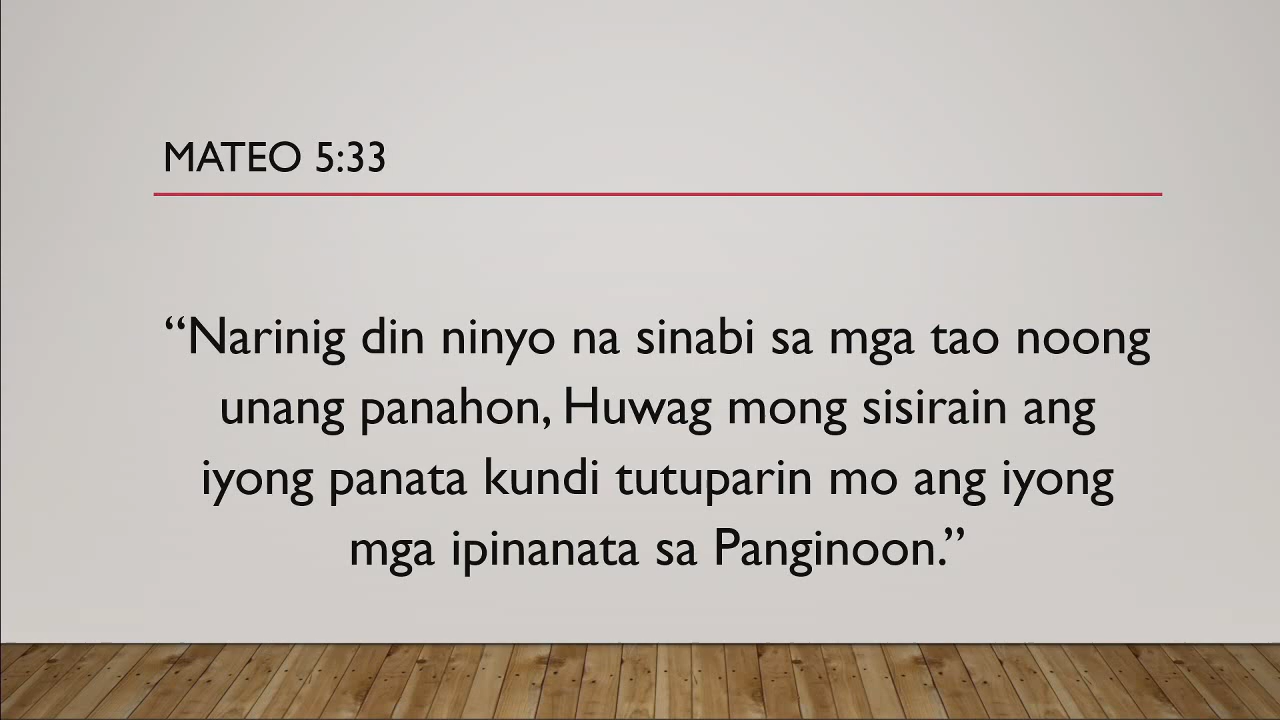 MATEO 5:33
“Narinig din ninyo na sinabi sa mga tao noong
unang panahon, Huwag mong sisirain ang
iyong panata kundi tutuparin mo ang iyong
mga ipinanata sa Panginoon.”